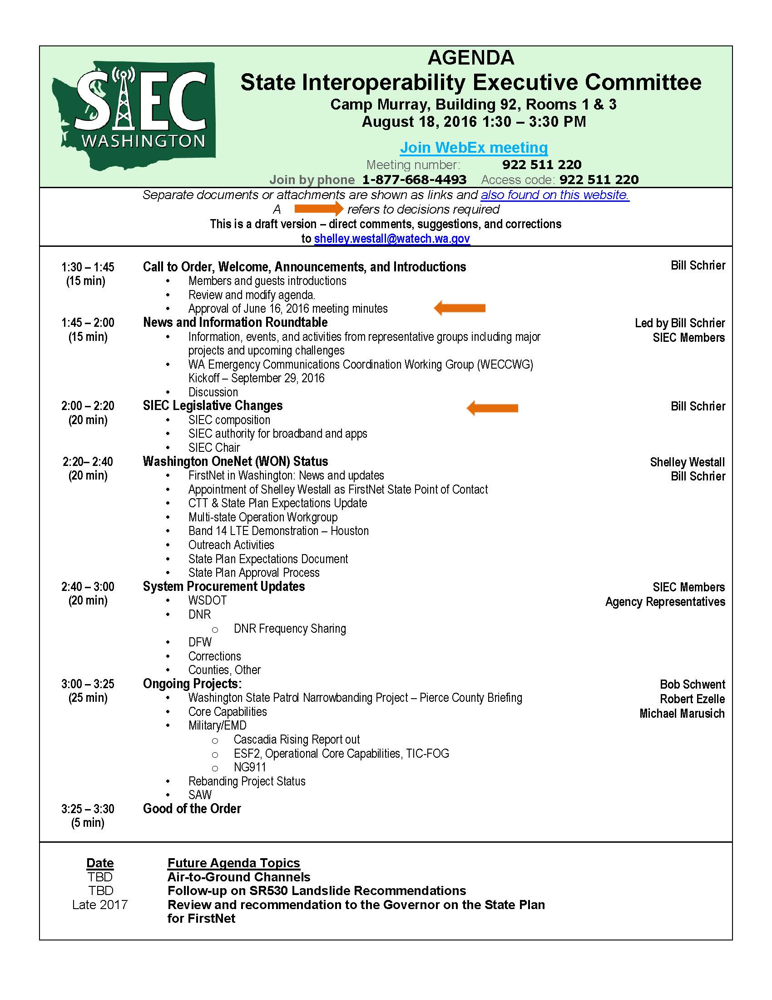 SIEC
WASHINGTON
AGENDA
State Interoperability Executive Committee
Camp Murray, Building 92, Rooms 1 & 3
August 18, 2016 1:30 – 3:30 PM
Join WebEx meeting
Meeting number: 922 511 220
Join by phone 1-877-668-4493 Access code: 922 511 220
Separate documents or attachments are shown as links and also found on this website.
A refers to decisions required
This is a draft version – direct comments, suggestions, and corrections
to shelley.westall@watech.wa.gov
1:30 – 1:45 Call to Order, Welcome, Announcements, and Introductions Bill Schrier
(15 min) • Members and guests introductions
• Review and modify agenda.
• Approval of June 16, 2016 meeting minutes
1:45 – 2:00 News and Information Roundtable Led by Bill Schrier
(15 min) • Information, events, and activities from representative groups including major SIEC Members
projects and upcoming challenges
• WA Emergency Communications Coordination Working Group (WECCWG)
Kickoff – September 29, 2016
• Discussion
2:00 – 2:20 SIEC Legislative Changes Bill Schrier
(20 min) • SIEC composition
• SIEC authority for broadband and apps
• SIEC Chair
2:20– 2:40 Washington OneNet (WON) Status Shelley Westall
(20 min) • FirstNet in Washington: News and updates Bill Schrier
• Appointment of Shelley Westall as FirstNet State Point of Contact
• CTT & State Plan Expectations Update
• Multi-state Operation Workgroup
• Band 14 LTE Demonstration – Houston
• Outreach Activities
• State Plan Expectations Document
• State Plan Approval Process
2:40 – 3:00 System Procurement Updates SIEC Members
(20 min) • WSDOT Agency Representatives
• DNR
o DNR Frequency Sharing
• DFW
• Corrections
• Counties, Other
3:00 – 3:25 Ongoing Projects: Bob Schwent
(25 min) • Washington State Patrol Narrowbanding Project – Pierce County Briefing Robert Ezelle
• Core Capabilities Michael Marusich
• Military/EMD
o Cascadia Rising Report out
o ESF2, Operational Core Capabilities, TIC-FOG
o NG911
• Rebanding Project Status
• SAW
3:25 – 3:30 Good of the Order
(5 min)
Date Future Agenda Topics
TBD Air-to-Ground Channels
TBD Follow-up on SR530 Landslide Recommendations
Late 2017 Review and recommendation to the Governor on the State Plan
for FirstNet